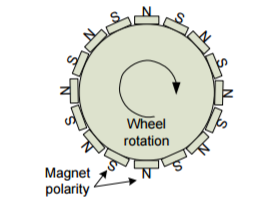 S N S
N N
S S
N N
S S
Wheel
rotation
N N
S S
Magnet
polarity
N